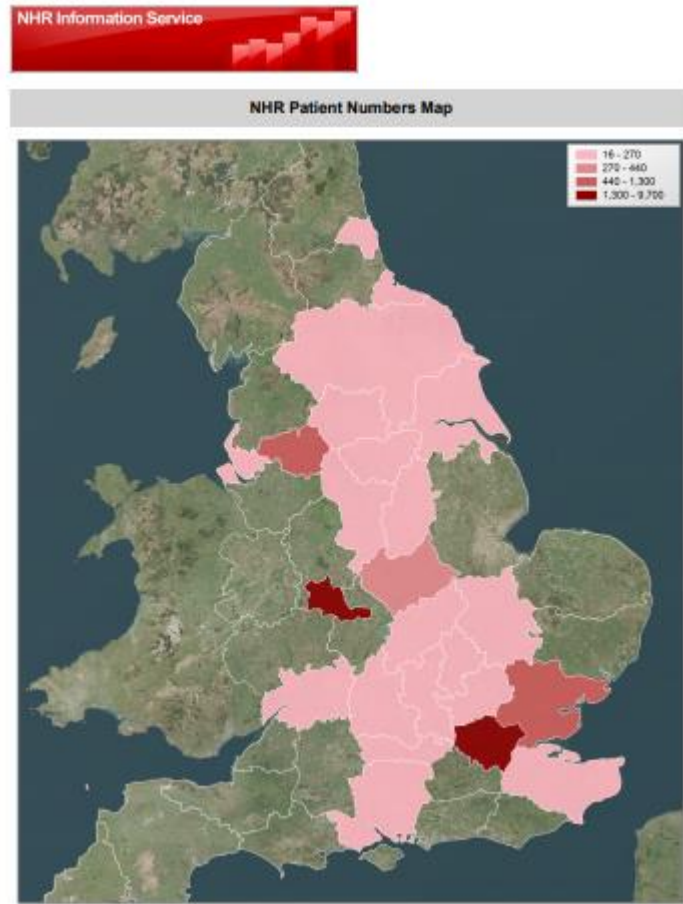 NHR Information Service
NHR Patient Numbers Map
16 - 270
270 - 440
440 - 1,300
1,300 - 9,700